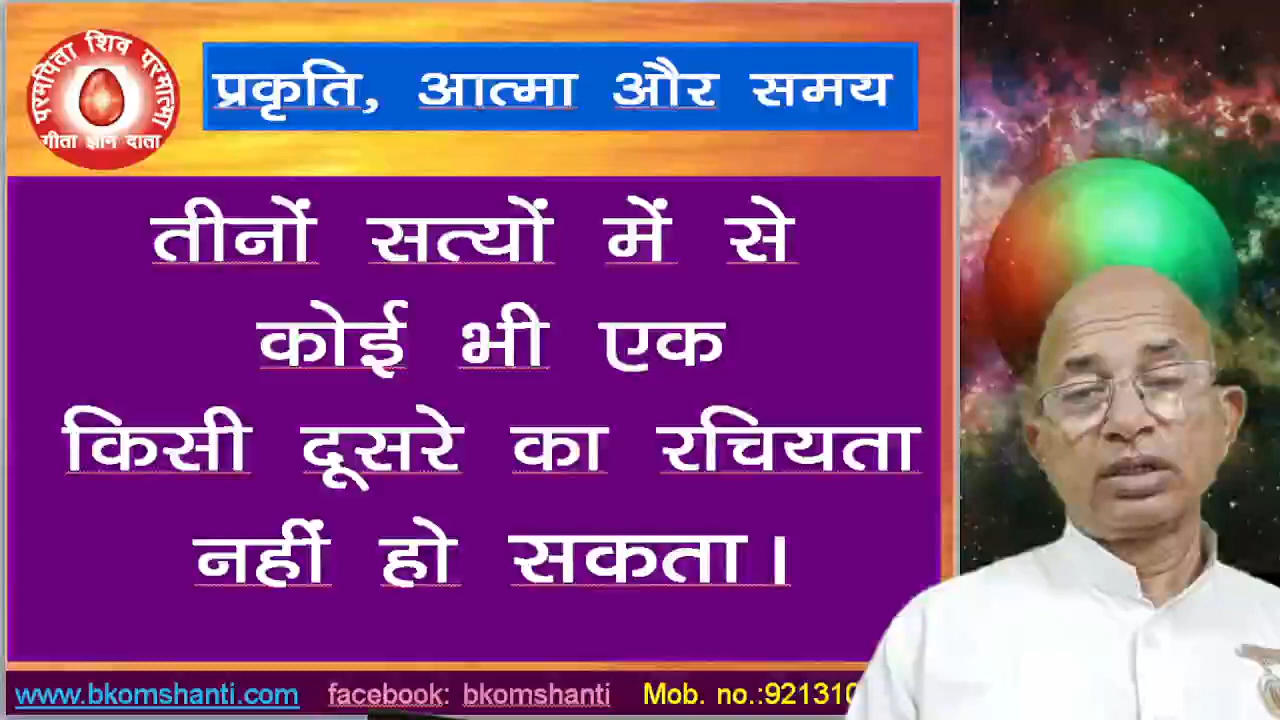 परमपिता शिव परमात्मा
गीता ज्ञान दाता
प्रकृति, आत्मा और समय
तीनों सत्यों में से
कोई भी एक
किसी दूसरे का रचियता
नहीं हो सकता।
www.bkomshanti.com facebook: bkomshanti Mob. no.:921310